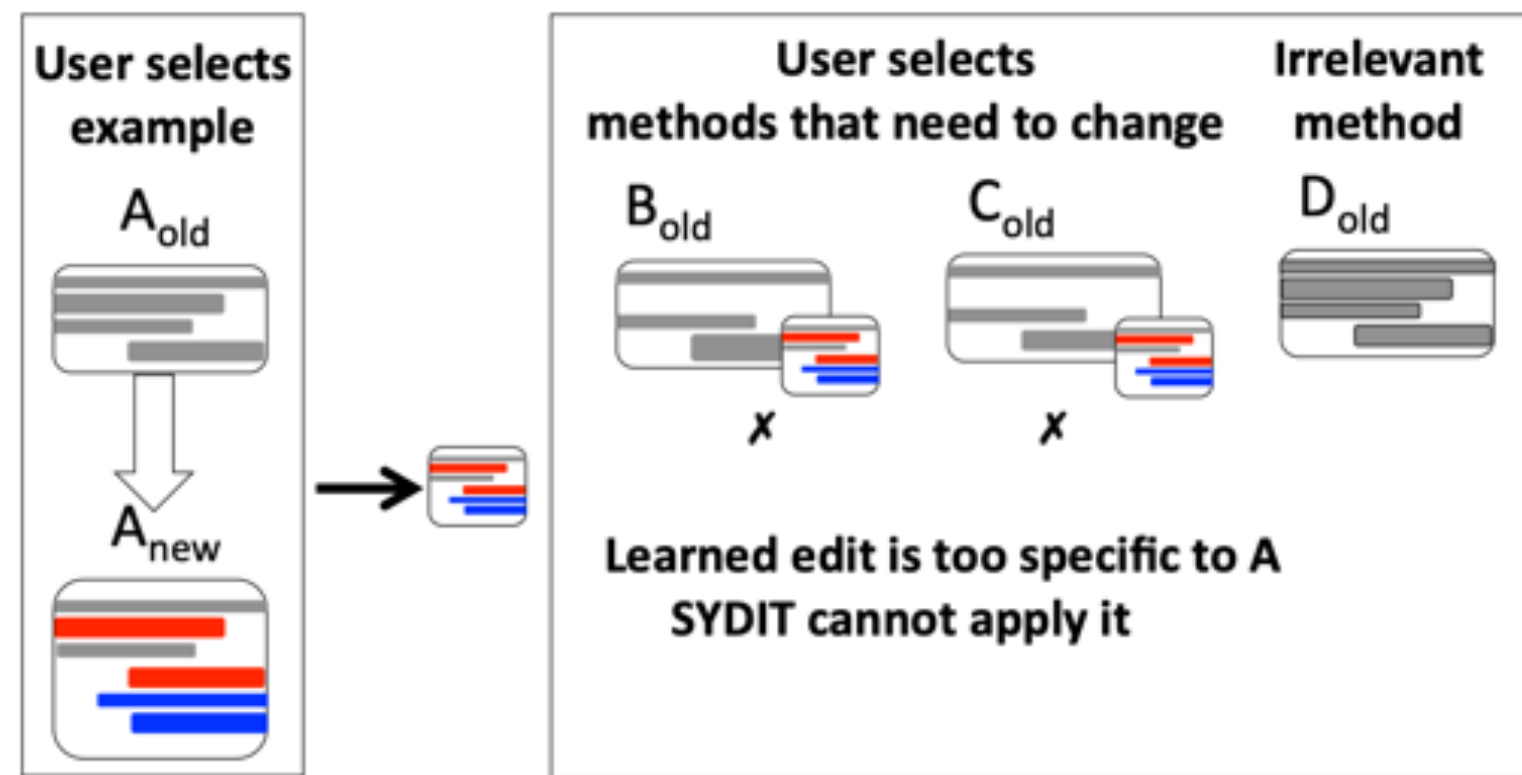 User selects
example
A_old
A_new
User selects
methods that need to change
Irrelevant
method
B_old
C_old
D_old
✗
✗
Learned edit is too specific to A
SYDIT cannot apply it